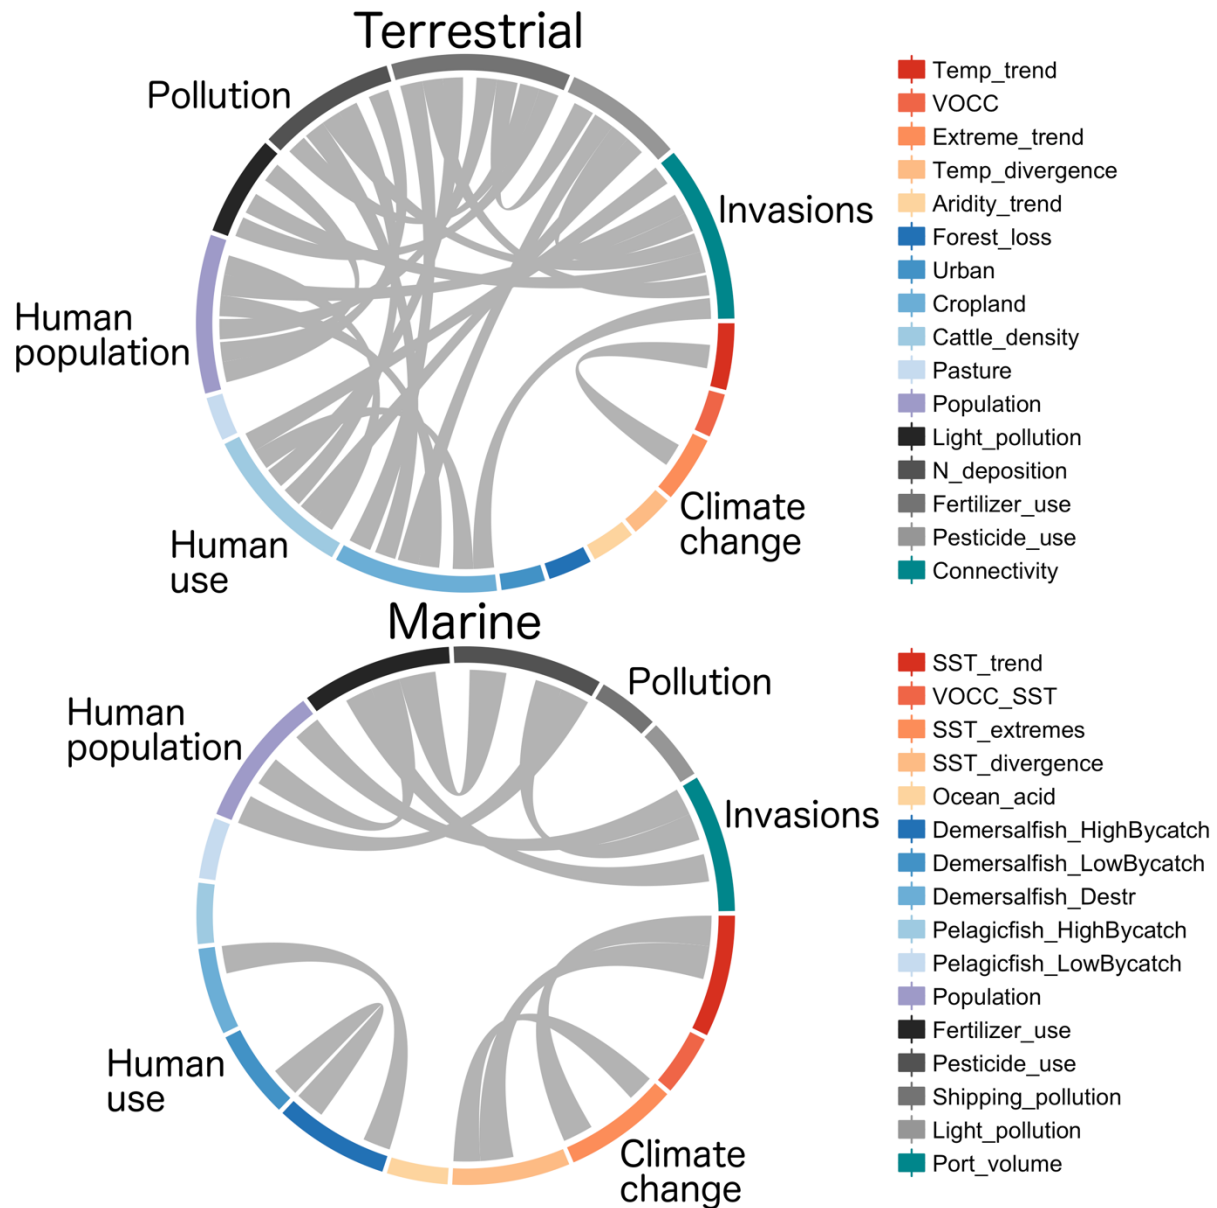 Terrestrial
Pollution
Invasions
Human
population
Human
use
Climate
change
Temp_trend
VOCC
Extreme_trend
Temp_divergence
Aridity_trend
Forest_loss
Urban
Cropland
Cattle_density
Pasture
Population
Light_pollution
N_deposition
Fertilizer_use
Pesticide_use
Connectivity
Marine
Pollution
Human
population
Invasions
Human
use
Climate
change
SST_trend
VOCC_SST
SST_extremes
SST_divergence
Ocean_acid
Demersalfish_HighBycatch
Demersalfish_LowBycatch
Demersalfish_Destr
Pelagicfish_HighBycatch
Pelagicfish_LowBycatch
Population
Fertilizer_use
Pesticide_use
Shipping_pollution
Light_pollution
Port_volume